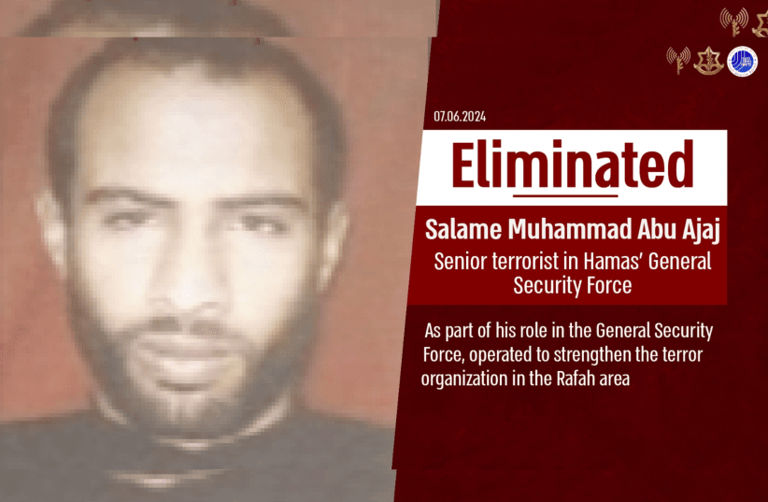 07.06.2024
Eliminated
Salame Muhammad Abu Ajaj
Senior terrorist in Hamas' General
Security Force
As part of his role in the General Security
Force, operated to strengthen the terror
organization in the Rafah area